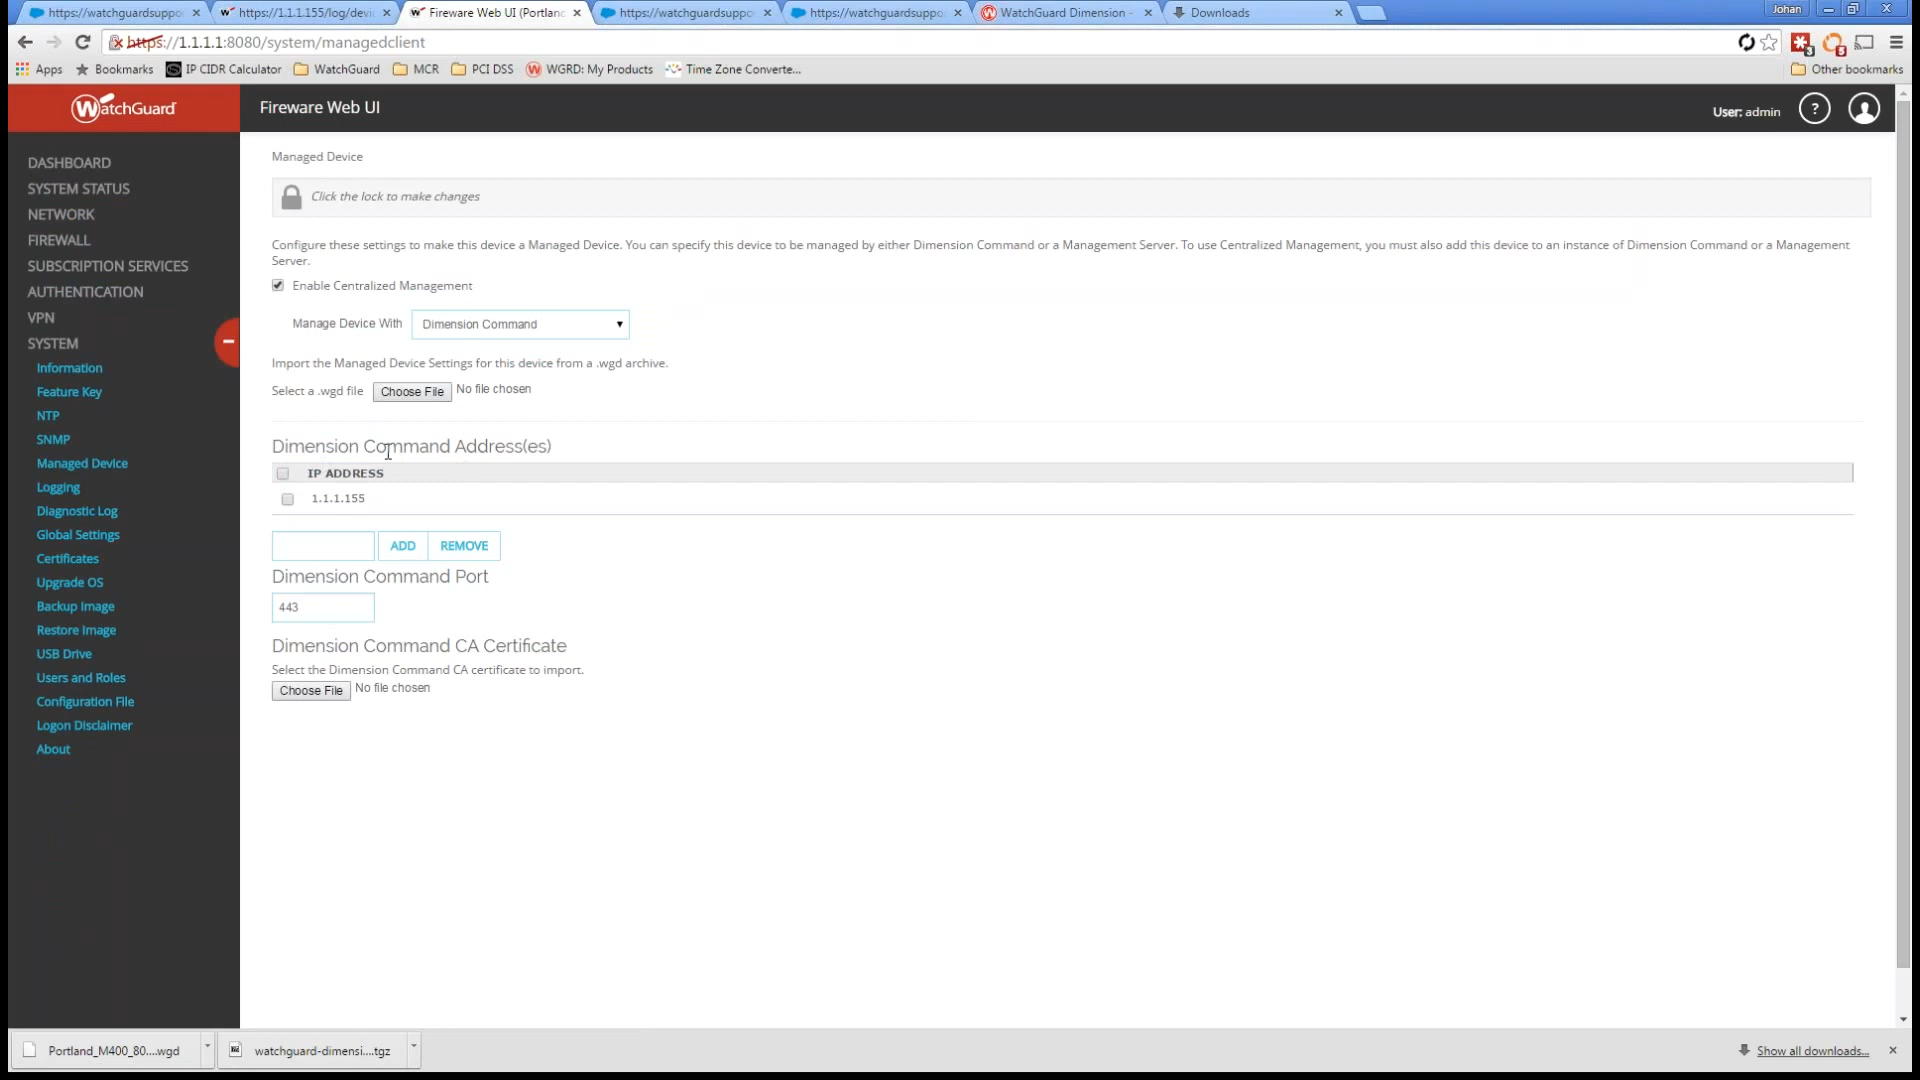 https://watchguardsuppo
https://1.1.1.155/log/devic
Fireware Web UI (Portland
https://watchguardsuppo
https://watchguardsuppo
WatchGuard Dimension -
Downloads
Johan
https://1.1.1.1:8080/system/managedclient
Apps
Bookmarks
IP CIDR Calculator
WatchGuard
MCR
PCI DSS
WGRD: My Products
Time Zone Converte...
Other bookmarks
WatchGuard
Fireware Web UI
User: admin
?
DASHBOARD
SYSTEM STATUS
NETWORK
FIREWALL
SUBSCRIPTION SERVICES
AUTHENTICATION
VPN
SYSTEM
Information
Feature Key
NTP
SNMP
Managed Device
Logging
Diagnostic Log
Global Settings
Certificates
Upgrade OS
Backup Image
Restore Image
USB Drive
Users and Roles
Configuration File
Logon Disclaimer
About
Managed Device
Click the lock to make changes
Configure these settings to make this device a Managed Device. You can specify this device to be managed by either Dimension Command or a Management Server. To use Centralized Management, you must also add this device to an instance of Dimension Command or a Management
Server.
Enable Centralized Management
Manage Device With Dimension Command
Import the Managed Device Settings for this device from a .wgd archive.
Select a .wgd file Choose File No file chosen
Dimension Command Address(es)
IP ADDRESS
1.1.1.155
ADD REMOVE
Dimension Command Port
443
Dimension Command CA Certificate
Select the Dimension Command CA certificate to import.
Choose File No file chosen
Portland_M400_80....wgd
watchguard-dimensi....tgz
Show all downloads...